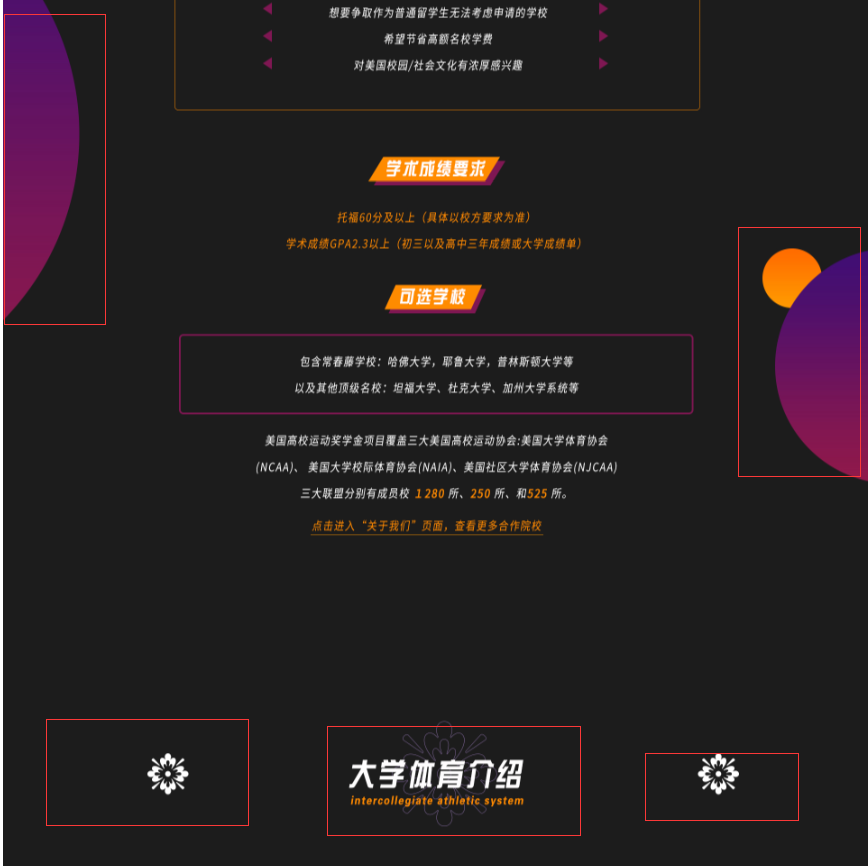 想要争取作为普通留学生无法考虑申请的学校
希望节省高额名校学费
对美国校园/社会文化有浓厚感兴趣
学术成绩要求
托福60分及以上（具体以校方要求为准）
学术成绩GPA2.3以上（初三以及高中三年成绩或大学成绩单）
可选学校
包含常春藤学校：哈佛大学，耶鲁大学，普林斯顿大学等
以及其他顶级名校：坦福大学、杜克大学、加州大学系统等
美国高校运动奖学金项目覆盖三大美国高校运动协会:美国大学体育协会
(NCAA)、 美国大学校际体育协会(NAIA)、美国社区大学体育协会(NJCAA)
三大联盟分别有成员校 1 280 所、250 所、和525 所。
点击进入“关于我们”页面，查看更多合作院校
大学体育介绍
intercollegiate athletic system